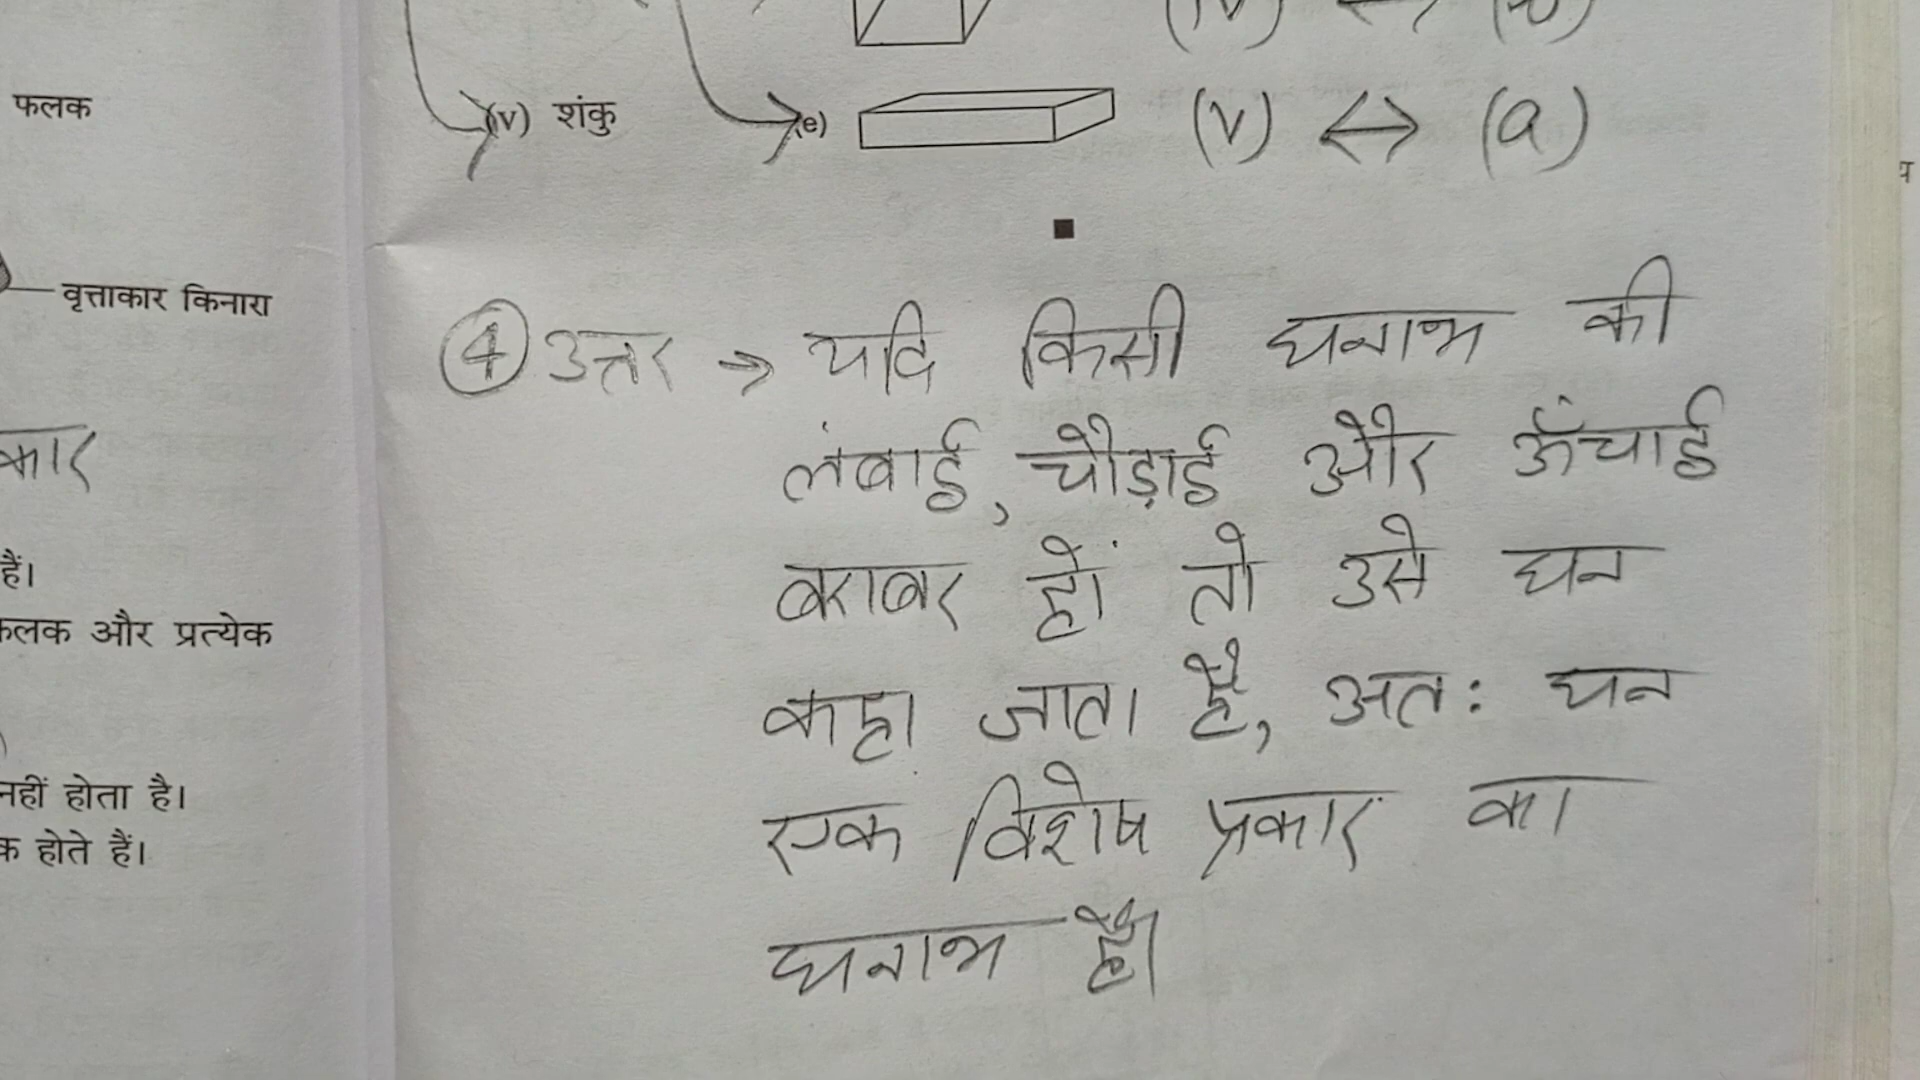 फलक
(v) शंकु (e) (v) ↔ (a)
वृत्ताकार किनारा
कार
हैं।
फलक और प्रत्येक
नहीं होता है।
क होते हैं।
④ उत्तर → यदि किसी घनाभ की
लंबाई, चौड़ाई और ऊँचाई
बराबर हों तो उसे घन
कहा जाता है, अतः घन
एक विशेष प्रकार का
घनाभ है।